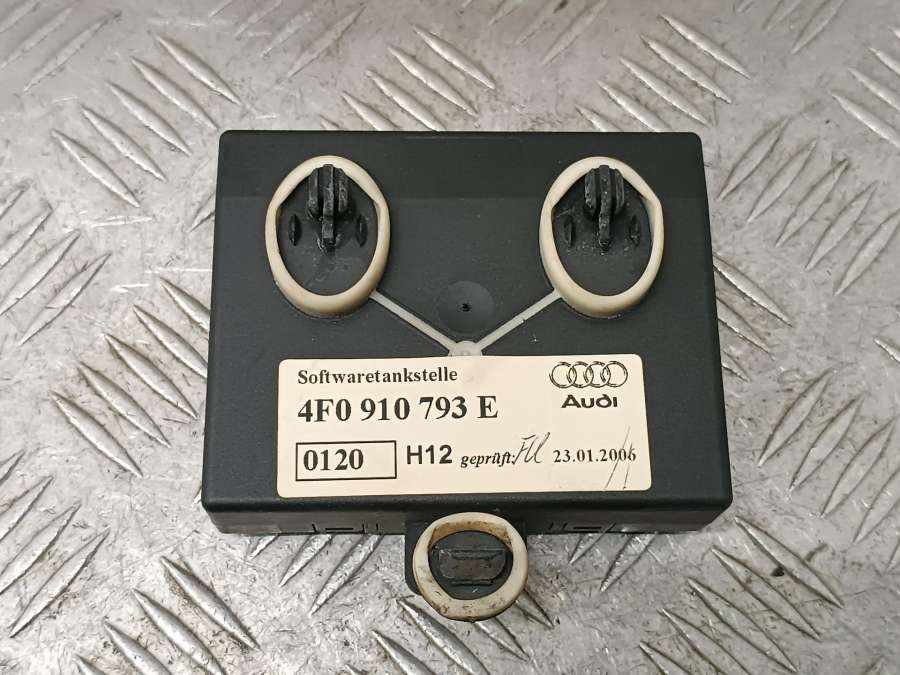 Softwaretankstelle
Audi
4F0 910 793 E
0120 H12 geprüft: 23.01.2006